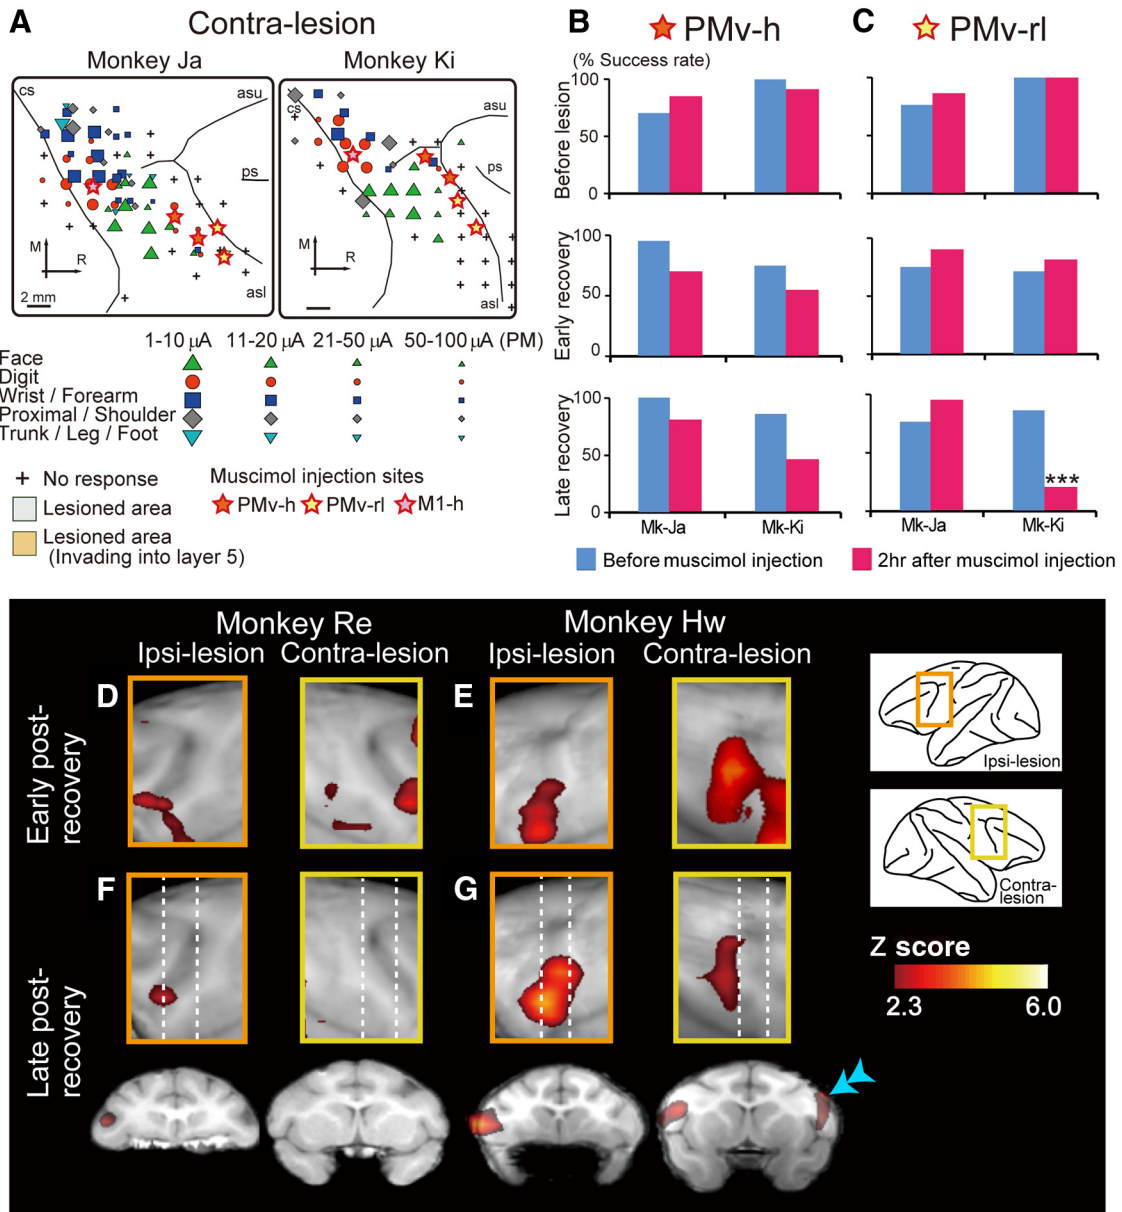 A
Contra-lesion
Monkey Ja
Monkey Ki
cs
asu
ps
asl
M
R
2 mm
cs
asu
ps
asl
M
R
1-10 μA
11-20 μA
21-50 μA
50-100 μA (PM)
Face
Digit
Wrist / Forearm
Proximal / Shoulder
Trunk / Leg / Foot
+ No response
Lesioned area
Lesioned area
(Invading into layer 5)
Muscimol injection sites
PMv-h
PMv-rl
M1-h
B
PMv-h
(% Success rate)
Before lesion
100
50
0
Early recovery
100
50
0
Late recovery
100
50
0
Mk-Ja
Mk-Ki
C
PMv-rl
***
Mk-Ja
Mk-Ki
Before muscimol injection
2hr after muscimol injection
Monkey Re
Monkey Hw
Ipsi-lesion
Contra-lesion
Ipsi-lesion
Contra-lesion
Early post-
recovery
D
E
Late post-
recovery
F
G
Ipsi-lesion
Contra-
lesion
Z score
2.3
6.0